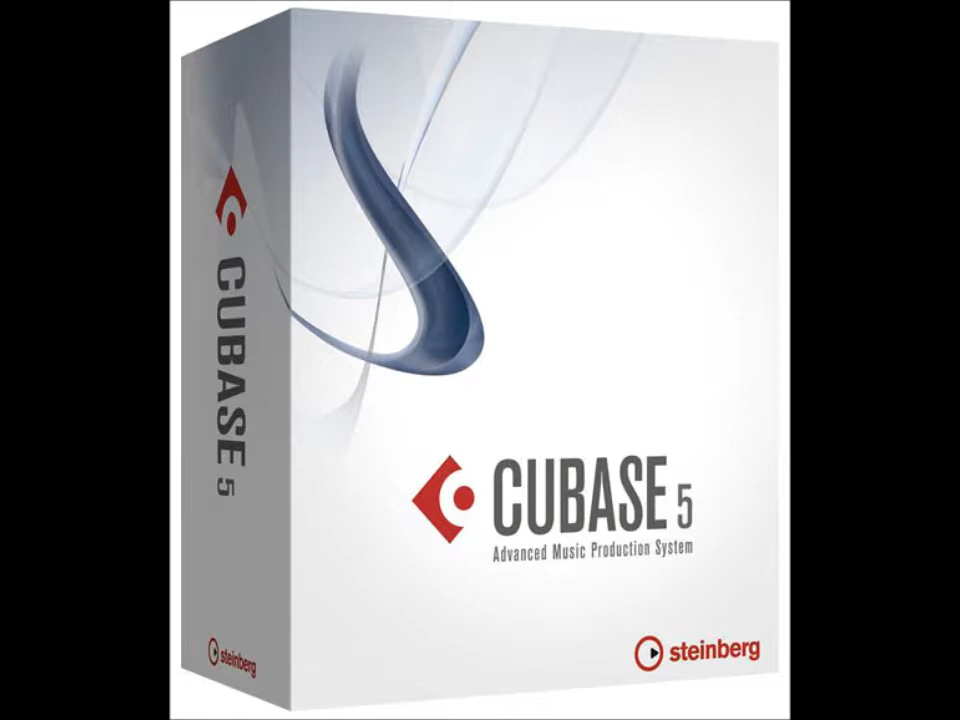 CUBASE 5
steinberg
CUBASE 5
Advanced Music Production System
steinberg